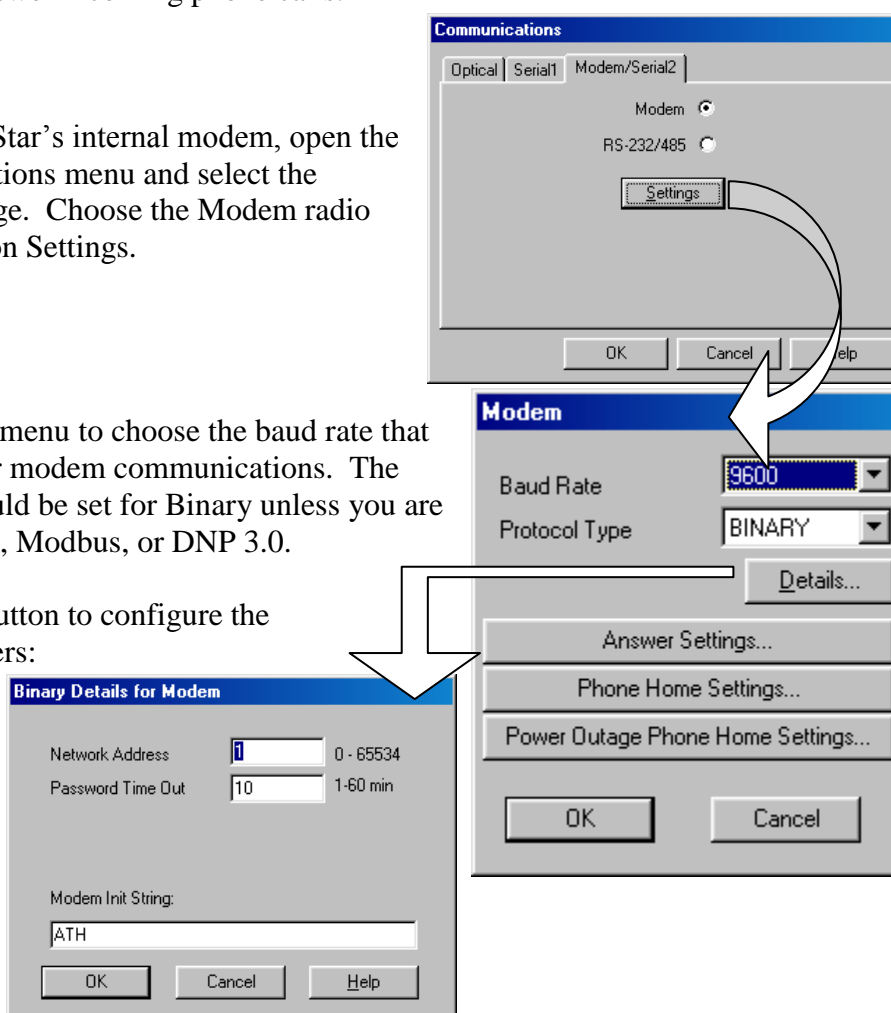 Communications
Optical Serial1 Modem/Serial2
Modem
RS-232/485
Settings
OK Cancel
Star’s internal modem, open the
tions menu and select the
ge. Choose the Modem radio
on Settings.
menu to choose the baud rate that
r modem communications. The
uld be set for Binary unless you are
, Modbus, or DNP 3.0.
utton to configure the
ers:
Modem
Baud Rate 9600
Protocol Type BINARY
Details...
Answer Settings...
Phone Home Settings...
Power Outage Phone Home Settings...
OK Cancel
Binary Details for Modem
Network Address 1 0 - 65534
Password Time Out 10 1-60 min
Modem Init String:
ATH
OK Cancel Help